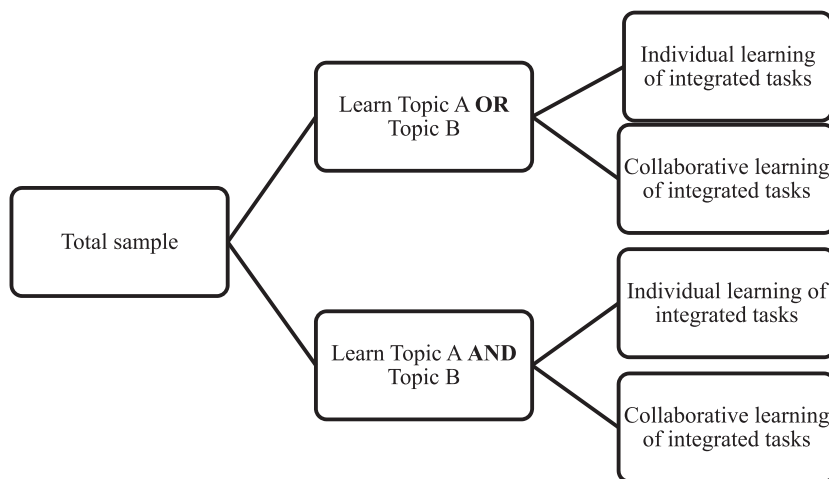 Total sample
Learn Topic A OR
Topic B
Individual learning
of integrated tasks
Collaborative learning
of integrated tasks
Learn Topic A AND
Topic B
Individual learning of
integrated tasks
Collaborative learning
of integrated tasks